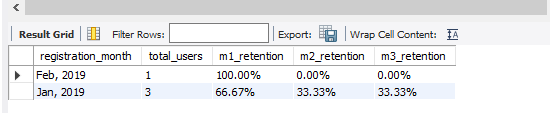 Result Grid Filter Rows: Export: Wrap Cell Content: IA
registration_month total_users m1_retention m2_retention m3_retention
Feb, 2019 1 100.00% 0.00% 0.00%
Jan, 2019 3 66.67% 33.33% 33.33%